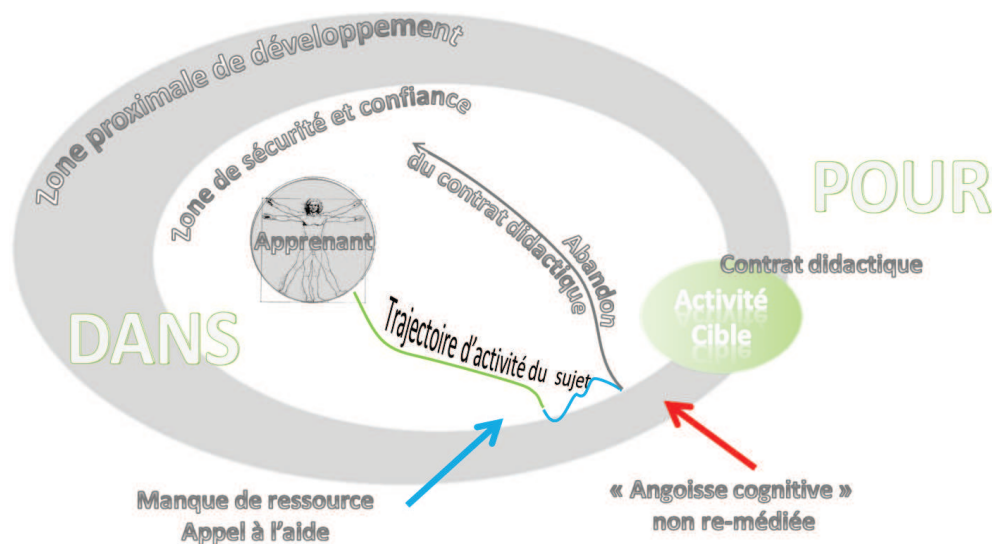 Zone proximale de développement
Zone de sécurité et confiance
Apprenant
Abandon
du contrat didactique
POUR
Contrat didactique
Activité
Cible
DANS
Trajectoire d'activité du sujet
Manque de ressource
Appel à l'aide
« Angoisse cognitive »
non re-médiée